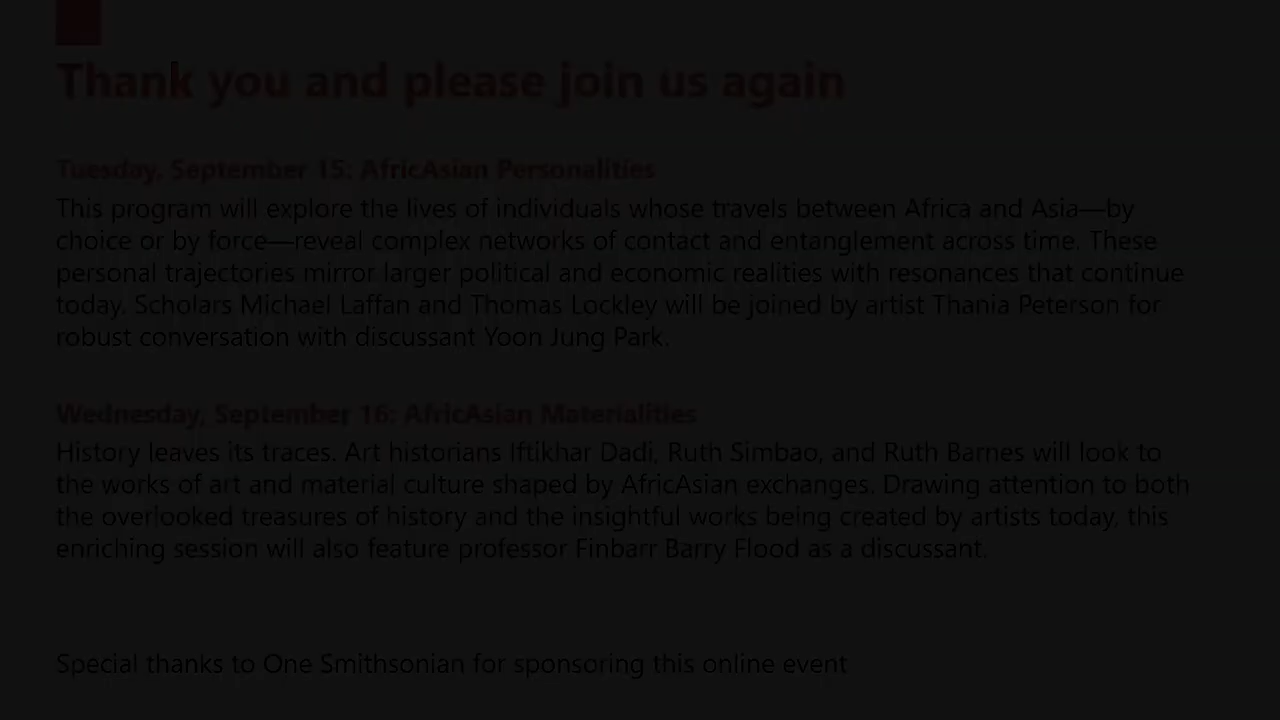 Thank you and please join us again
Tuesday, September 15: AfricAsian Personalities
This program will explore the lives of individuals whose travels between Africa and Asia—by
choice or by force—reveal complex networks of contact and entanglement across time. These
personal trajectories mirror larger political and economic realities with resonances that continue
today. Scholars Michael Laffan and Thomas Lockley will be joined by artist Thania Peterson for
robust conversation with discussant Yoon Jung Park.
Wednesday, September 16: AfricAsian Materialities
History leaves its traces. Art historians Iftikhar Dadi, Ruth Simbao, and Ruth Barnes will look to
the works of art and material culture shaped by AfricAsian exchanges. Drawing attention to both
the overlooked treasures of history and the insightful works being created by artists today, this
enriching session will also feature professor Finbarr Barry Flood as a discussant.
Special thanks to One Smithsonian for sponsoring this online event